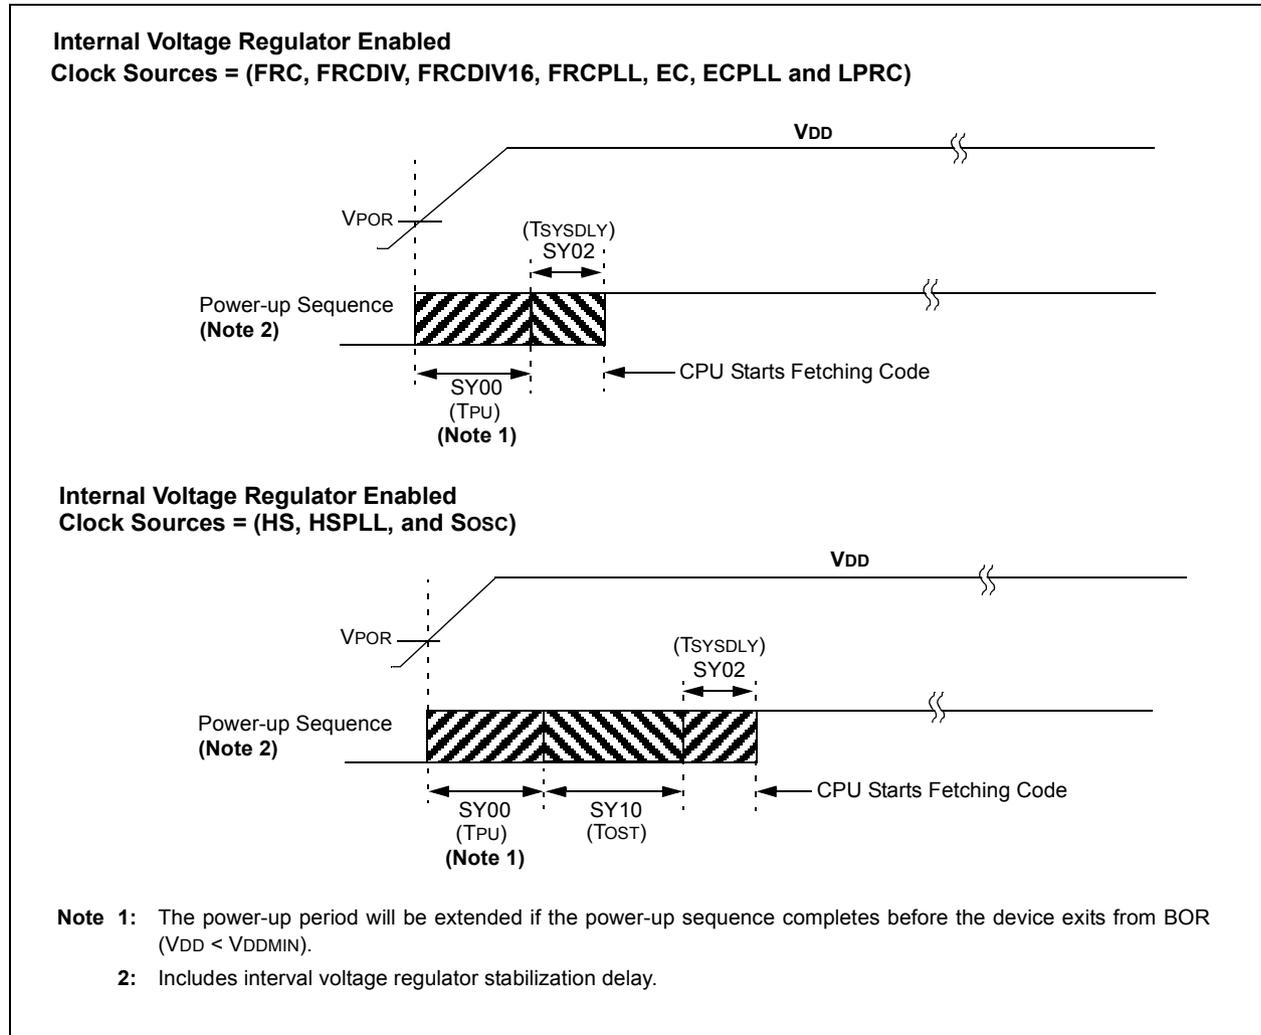 Internal Voltage Regulator Enabled
Clock Sources = (FRC, FRCDIV, FRCDIV16, FRCPLL, EC, ECPLL and LPRC)
VDD
VPOR
(TSYSDLY)
SY02
Power-up Sequence
(Note 2)
CPU Starts Fetching Code
SY00
(TPU)
(Note 1)
Internal Voltage Regulator Enabled
Clock Sources = (HS, HSPLL, and SOSC)
VDD
VPOR
(TSYSDLY)
SY02
Power-up Sequence
(Note 2)
CPU Starts Fetching Code
SY00
(TPU)
(Note 1)
SY10
(TOST)
Note 1: The power-up period will be extended if the power-up sequence completes before the device exits from BOR
(VDD < VDDMIN).
2: Includes interval voltage regulator stabilization delay.